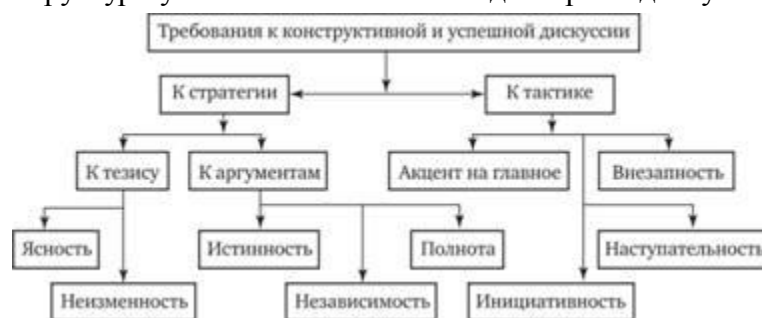 Требования к конструктивной и успешной дискуссии
К стратегии
К тактике
К тезису
К аргументам
Акцент на главное
Внезапность
Ясность
Истинность
Полнота
Наступательность
Неизменность
Независимость
Инициативность